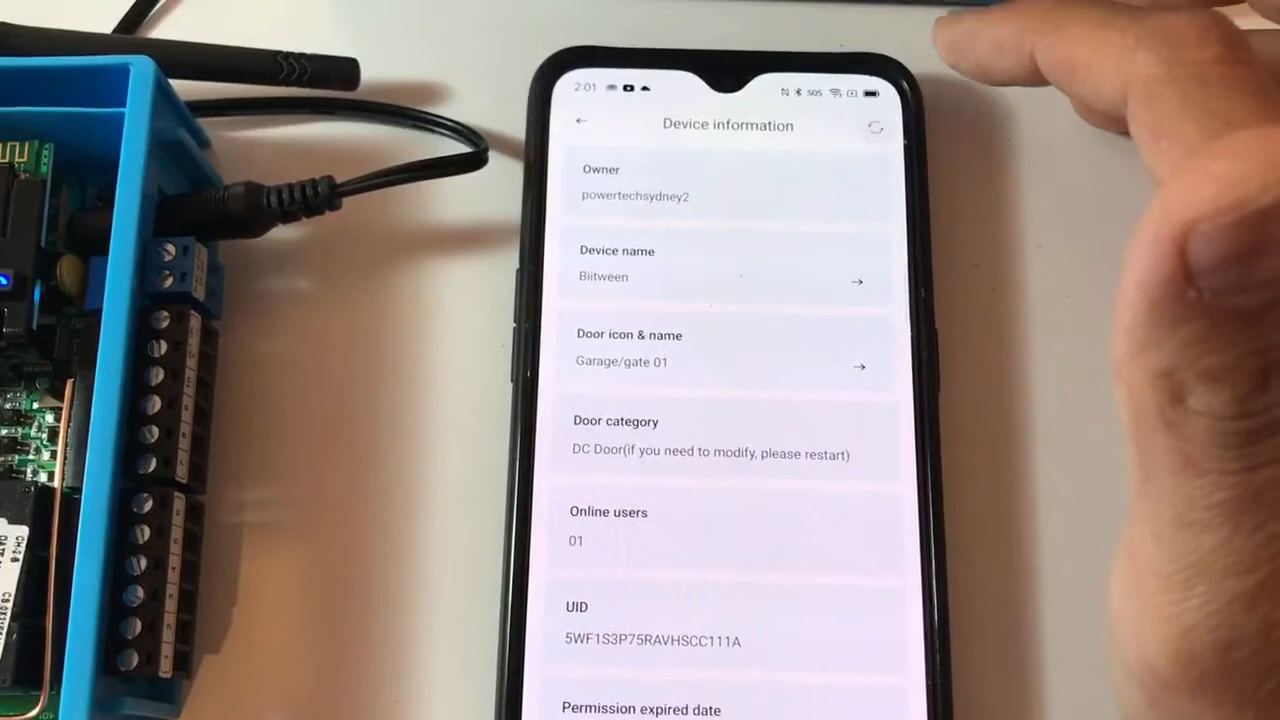 2:01
SOS
Device information
Owner
powertechsydney2
Device name
Biitween
Door icon & name
Garage/gate 01
Door category
DC Door(if you need to modify, please restart)
Online users
01
UID
5WF1S3P75RAVHSCC111A
Permission expired date